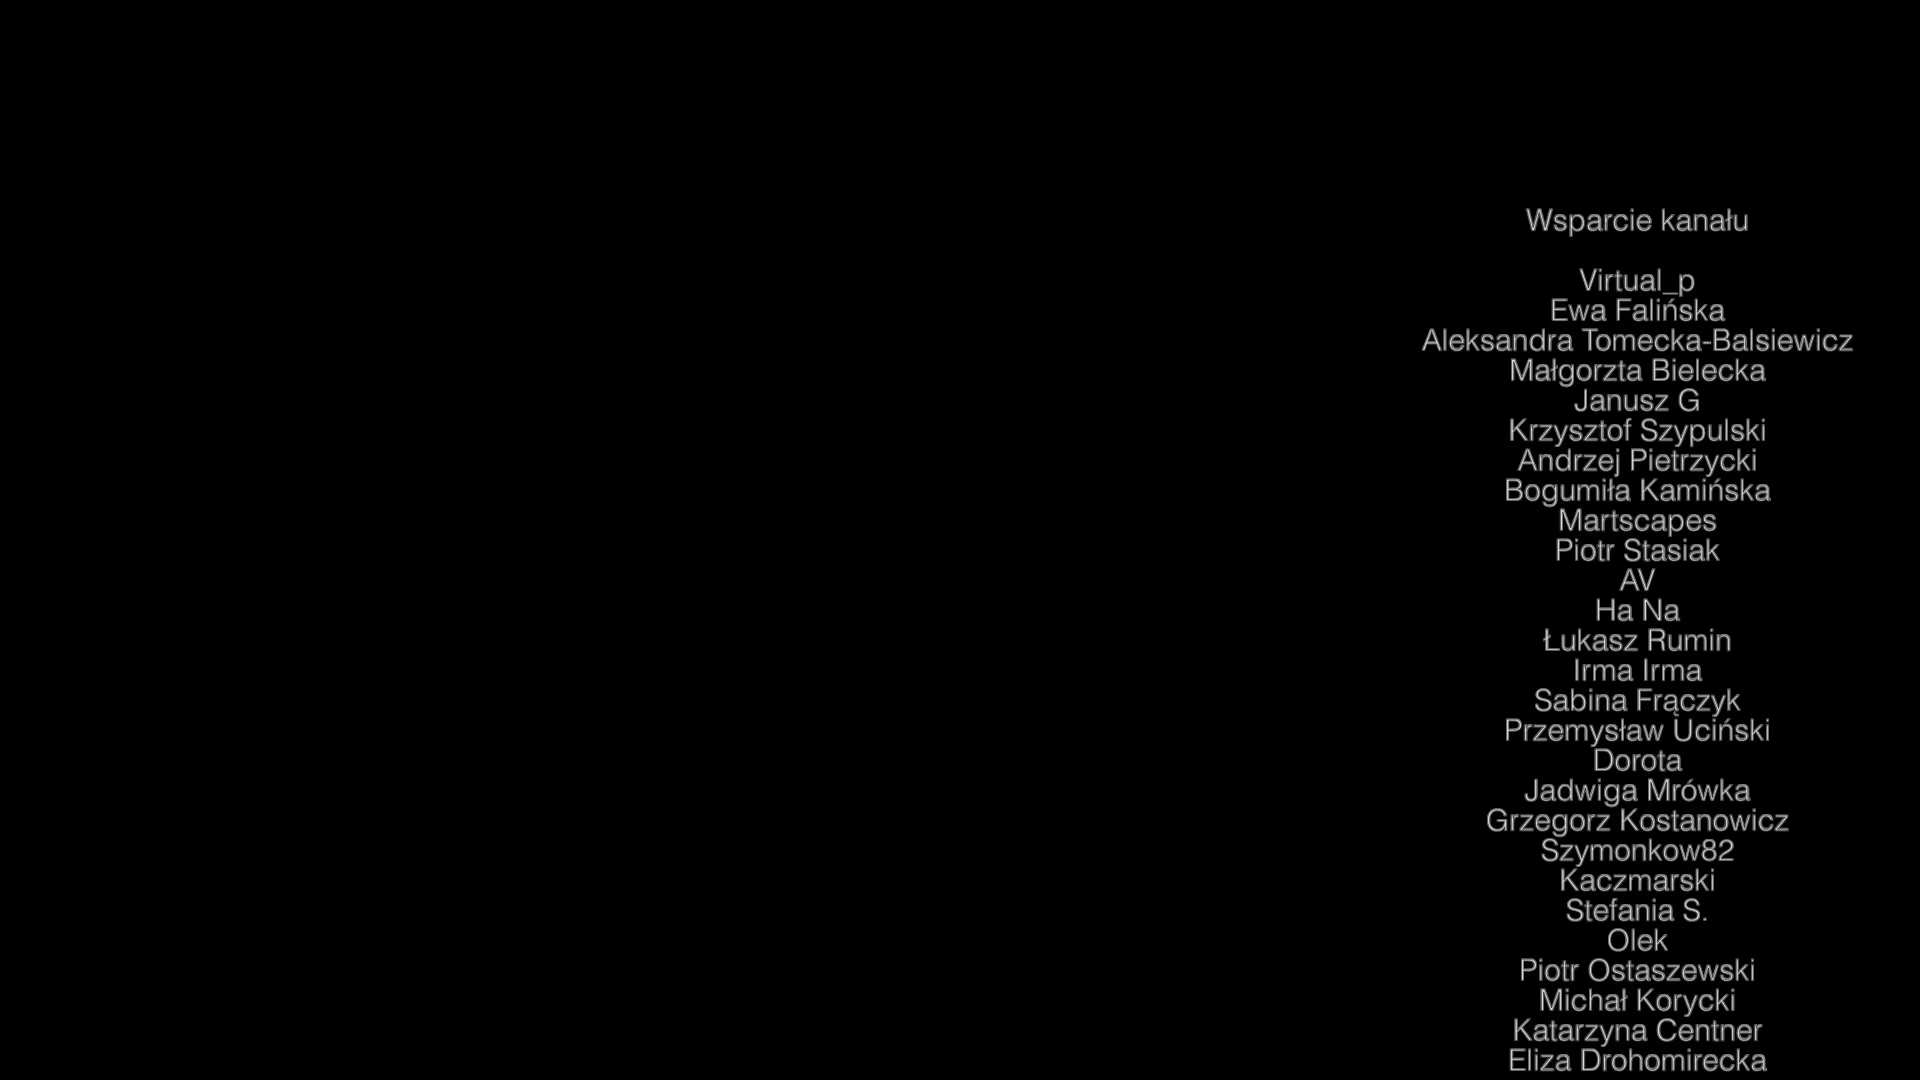 Wsparcie kanału
Virtual_p
Ewa Falińska
Aleksandra Tomecka-Balsiewicz
Małgorzta Bielecka
Janusz G
Krzysztof Szypulski
Andrzej Pietrzycki
Bogumiła Kamińska
Martscapes
Piotr Stasiak
AV
Ha Na
Łukasz Rumin
Irma Irma
Sabina Frączyk
Przemysław Uciński
Dorota
Jadwiga Mrówka
Grzegorz Kostanowicz
Szymonkow82
Kaczmarski
Stefania S.
Olek
Piotr Ostaszewski
Michał Korycki
Katarzyna Centner
Eliza Drohomirecka